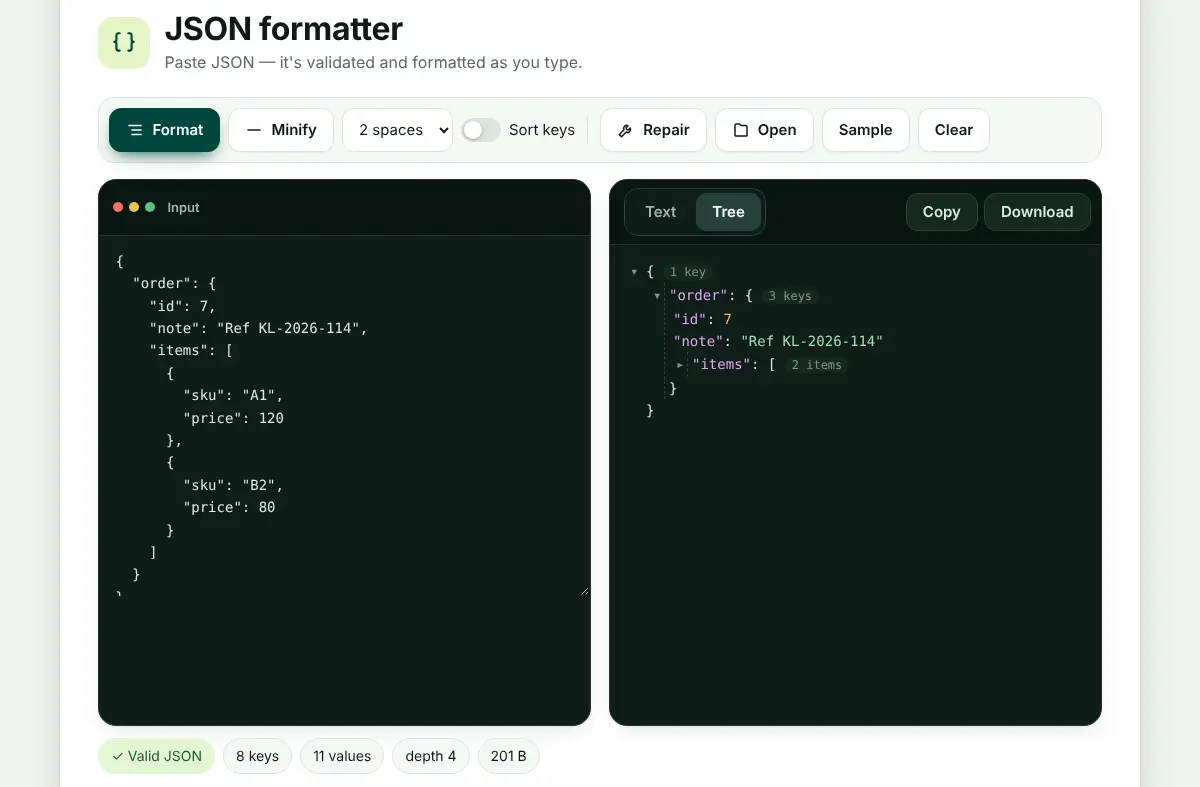 { }
JSON formatter
Paste JSON — it's validated and formatted as you type.
Format
Minify
2 spaces
Sort keys
Repair
Open
Sample
Clear
Input
{
  "order": {
    "id": 7,
    "note": "Ref KL-2026-114",
    "items": [
      {
        "sku": "A1",
        "price": 120
      },
      {
        "sku": "B2",
        "price": 80
      }
    ]
  }
Text
Tree
Copy
Download
▾ { 1 key
▾ "order": { 3 keys
"id": 7
"note": "Ref KL-2026-114"
▸ "items": [ 2 items
}
}
✓ Valid JSON
8 keys
11 values
depth 4
201 B